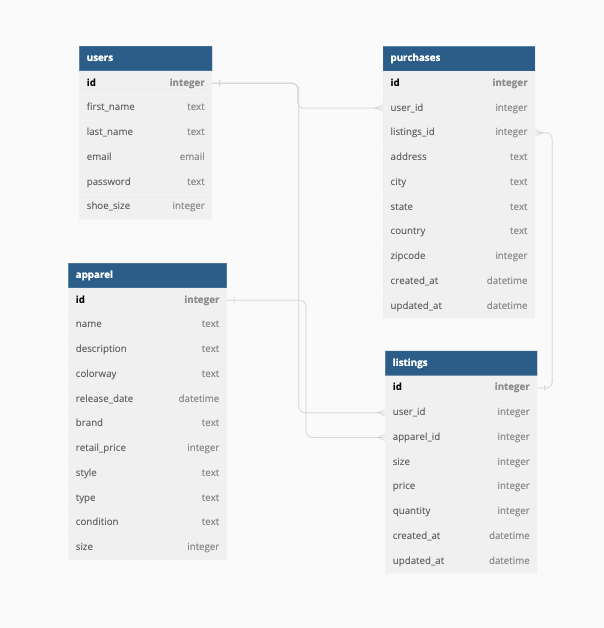 users
id integer
first_name text
last_name text
email email
password text
shoe_size integer
purchases
id integer
user_id integer
listings_id integer
address text
city text
state text
country text
zipcode integer
created_at datetime
updated_at datetime
apparel
id integer
name text
description text
colorway text
release_date datetime
brand text
retail_price integer
style text
type text
condition text
size integer
listings
id integer
user_id integer
apparel_id integer
size integer
price integer
quantity integer
created_at datetime
updated_at datetime